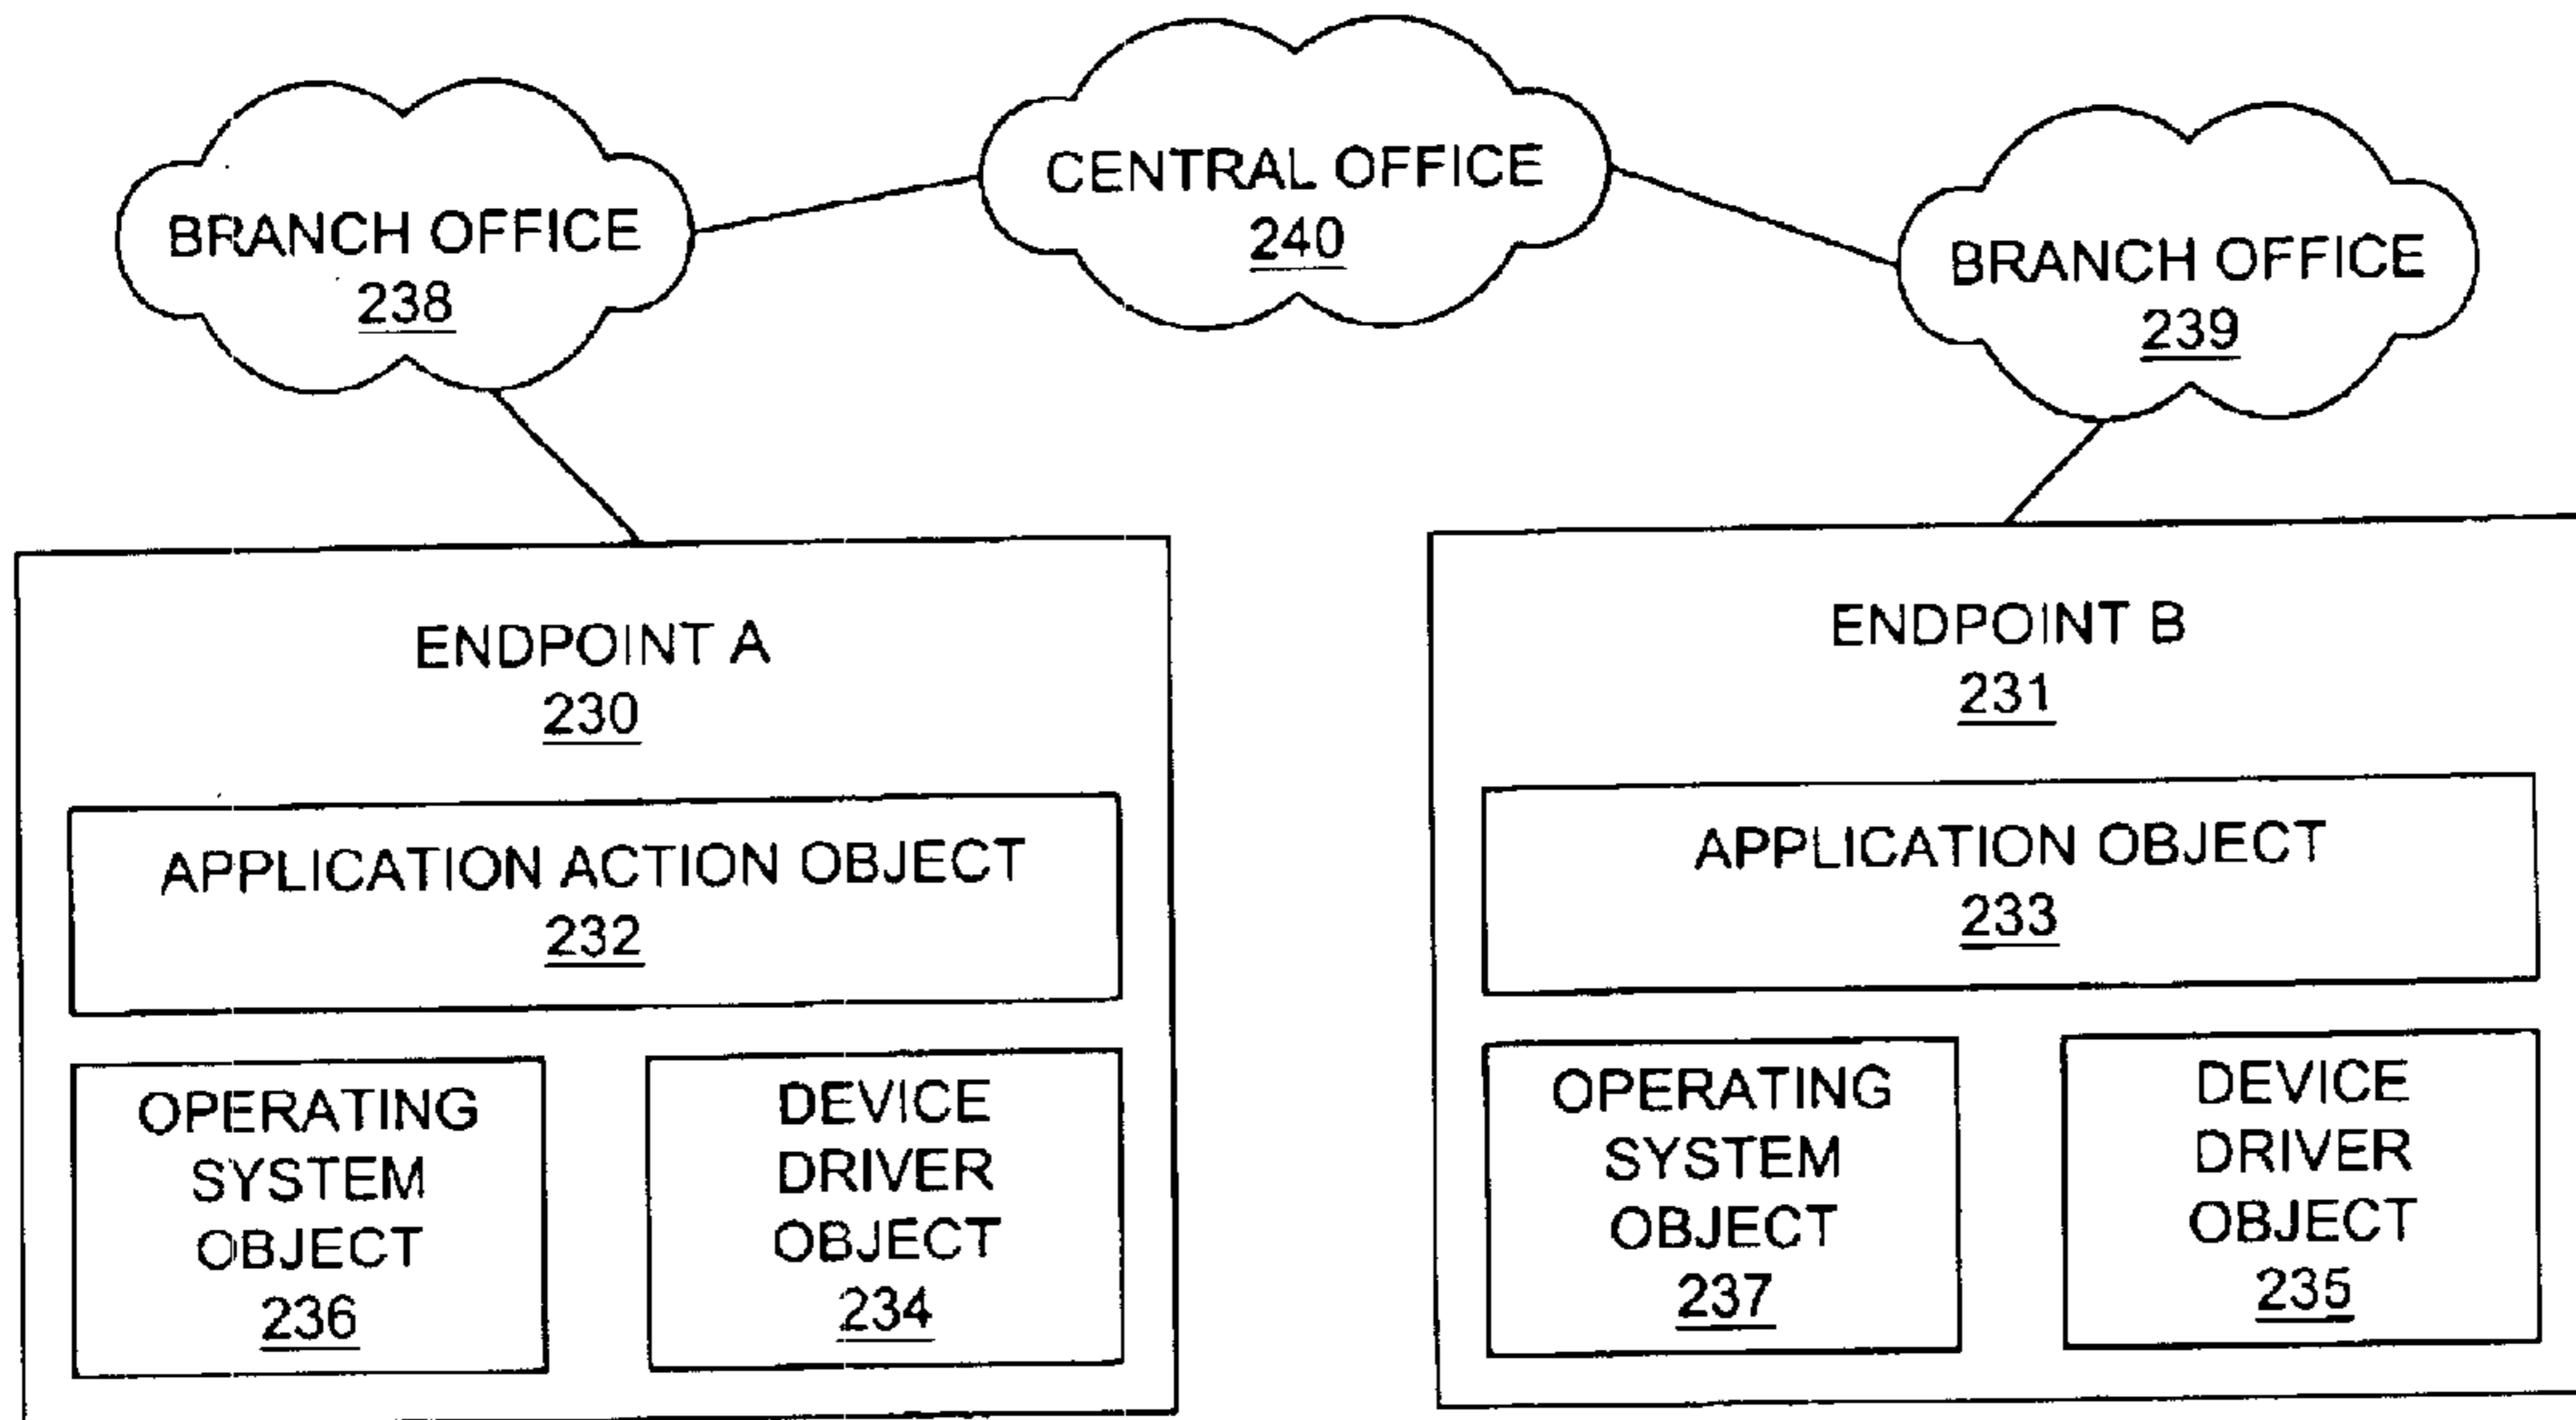 CENTRAL OFFICE
240
BRANCH OFFICE
238
BRANCH OFFICE
239
ENDPOINT A
230
APPLICATION ACTION OBJECT
232
OPERATING
SYSTEM
OBJECT
236
DEVICE
DRIVER
OBJECT
234
ENDPOINT B
231
APPLICATION OBJECT
233
OPERATING
SYSTEM
OBJECT
237
DEVICE
DRIVER
OBJECT
235